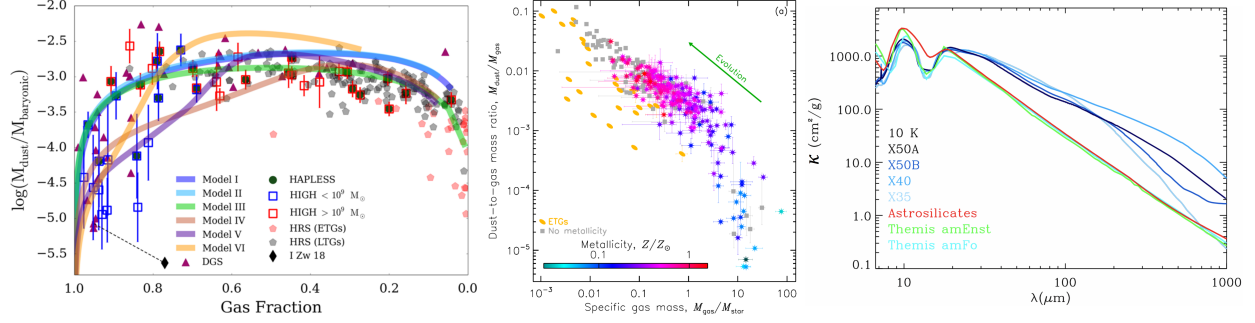 log(M_dust/M_baryonic)
−2.0
−2.5
−3.0
−3.5
−4.0
−4.5
−5.0
−5.5
1.0 0.8 0.6 0.4 0.2 0.0
Gas Fraction
Model I
Model II
Model III
Model IV
Model V
Model VI
DGS
HAPLESS
HIGH < 10⁹ M⊙
HIGH > 10⁹ M⊙
HRS (ETGs)
HRS (LTGs)
I Zw 18
(a)
Dust-to-gas mass ratio, M_dust/M_gas
0.1
0.01
10⁻³
10⁻⁴
10⁻⁵
Evolution
ETGs
No metallicity
Metallicity, Z/Z⊙
0.1 1
10⁻³ 0.01 0.1 1 10 100
Specific gas mass, M_gas/M_star
κ (cm²/g)
1000.0
100.0
10.0
1.0
0.1
10 K
X50A
X50B
X40
X35
Astrosilicates
Themis amEnst
Themis amFo
10 100 1000
λ(μm)